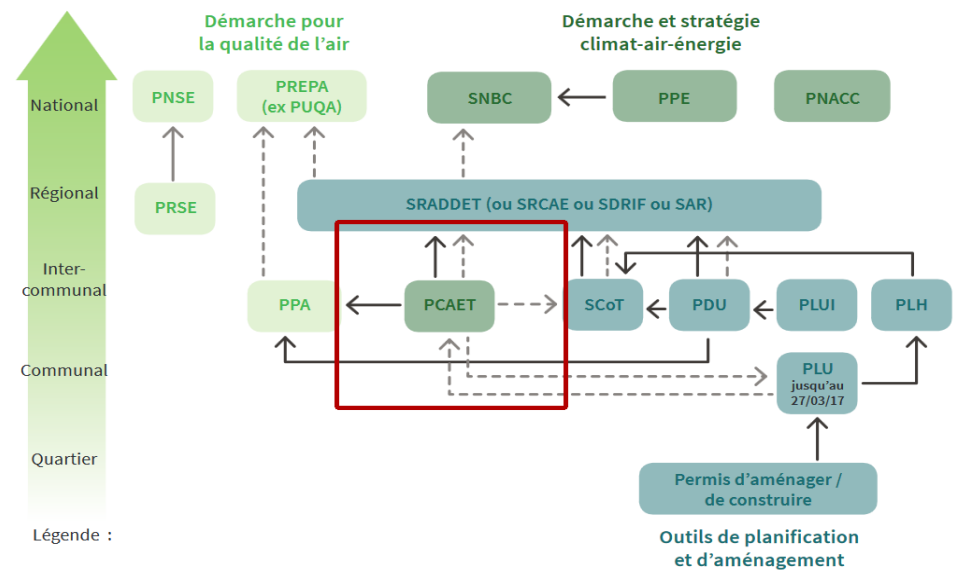 Démarche pour
la qualité de l’air
Démarche et stratégie
climat-air-énergie
National
PNSE
PREPA
(ex PUQA)
SNBC
PPE
PNACC
Régional
PRSE
SRADDET (ou SRCAE ou SDRIF ou SAR)
Inter-
communal
PPA
PCAET
SCoT
PDU
PLUI
PLH
Communal
PLU
jusqu’au
27/03/17
Quartier
Permis d’aménager /
de construire
Légende :
Outils de planification
et d’aménagement